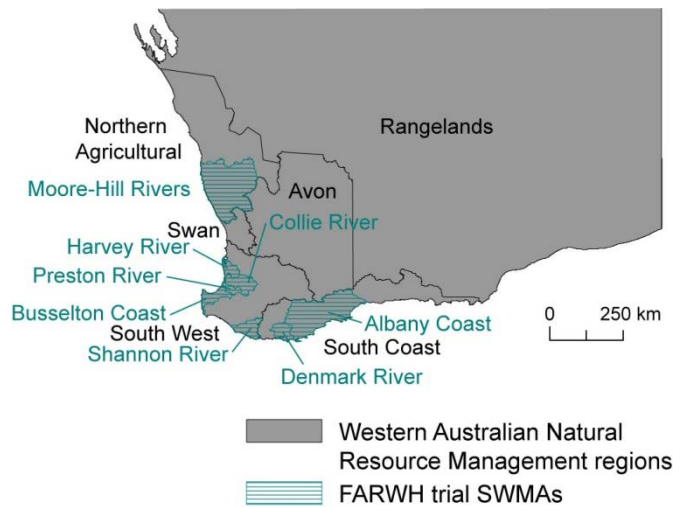 Northern
Agricultural
Rangelands
Moore-Hill Rivers
Avon
Swan
Collie River
Harvey River
Preston River
Busselton Coast
South West
Shannon River
Albany Coast
South Coast
Denmark River
0 250 km
Western Australian Natural
Resource Management regions
FARWH trial SWMAs